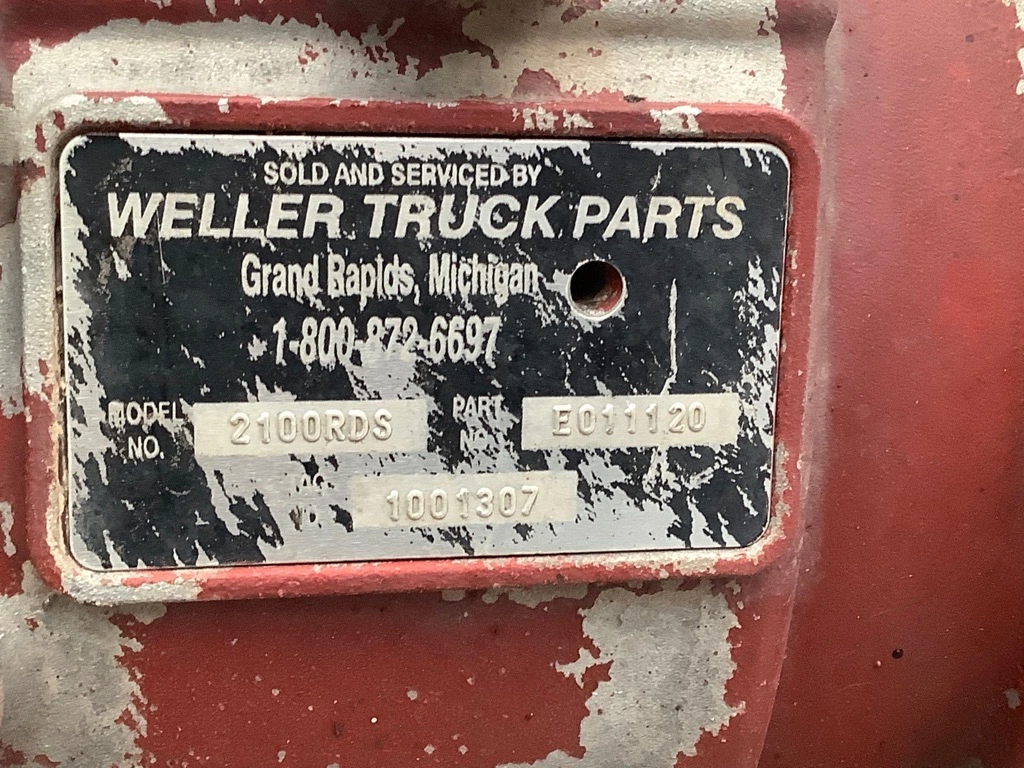 SOLD AND SERVICED BY
WELLER TRUCK PARTS
Grand Rapids, Michigan
1-800-872-6697
MODEL NO. 2100RDS PART NO. E011120
1001307